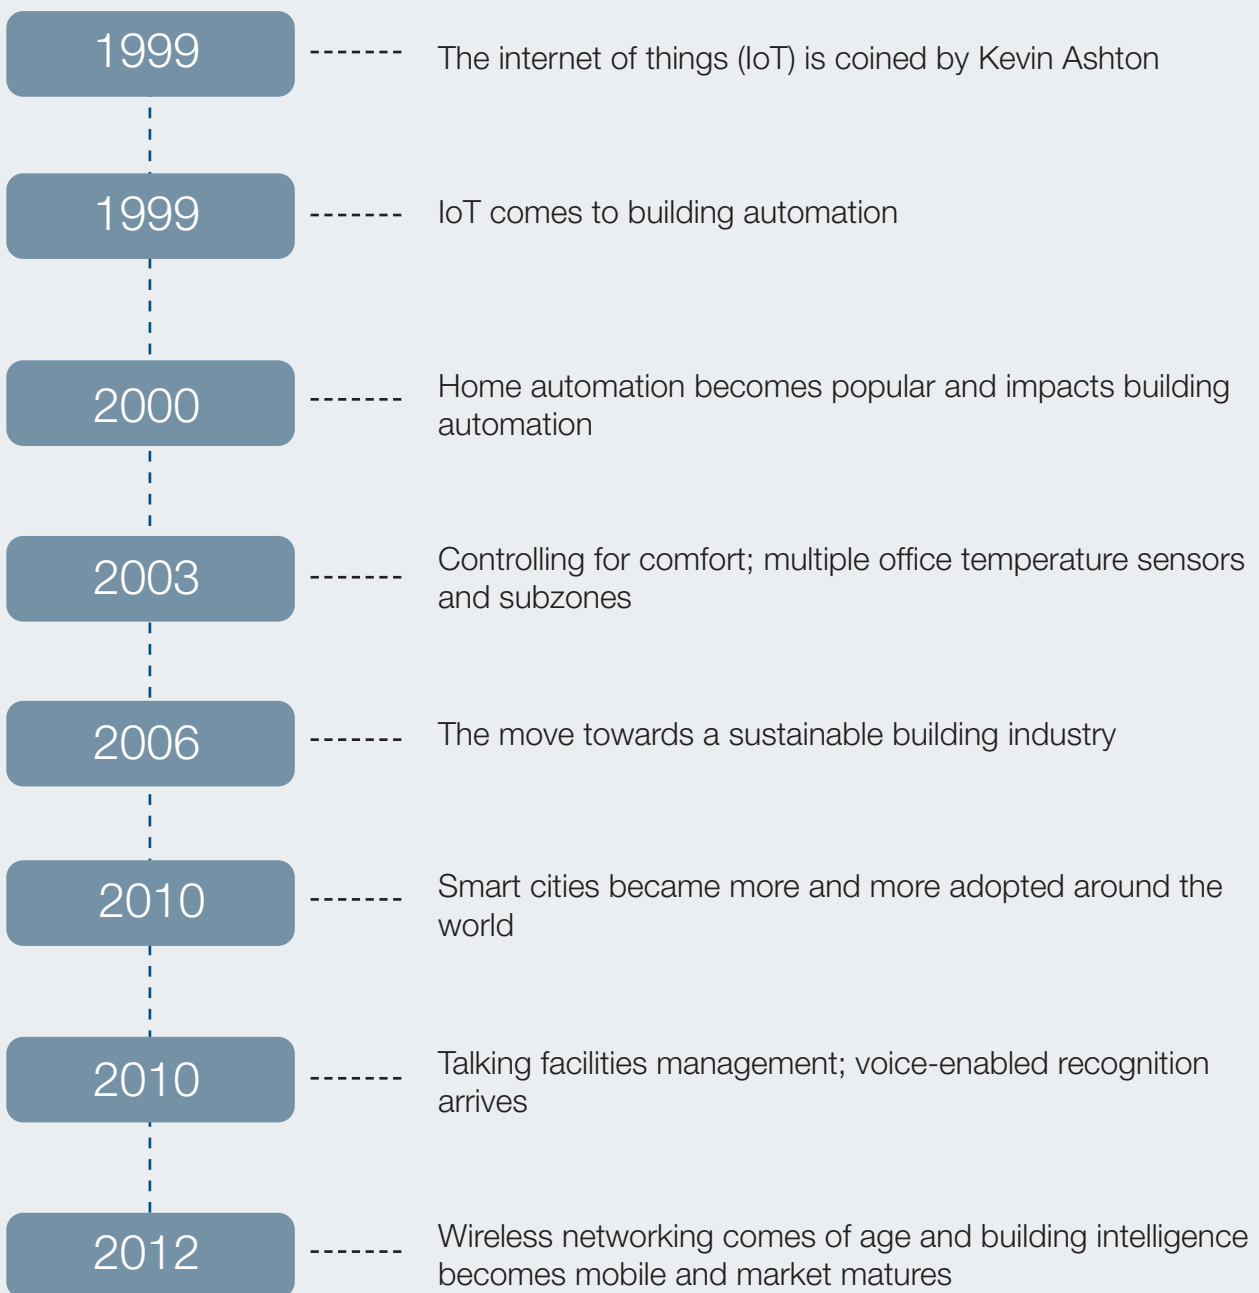 1999
The internet of things (IoT) is coined by Kevin Ashton
1999
IoT comes to building automation
2000
Home automation becomes popular and impacts building
automation
2003
Controlling for comfort; multiple office temperature sensors
and subzones
2006
The move towards a sustainable building industry
2010
Smart cities became more and more adopted around the
world
2010
Talking facilities management; voice-enabled recognition
arrives
2012
Wireless networking comes of age and building intelligence
becomes mobile and market matures